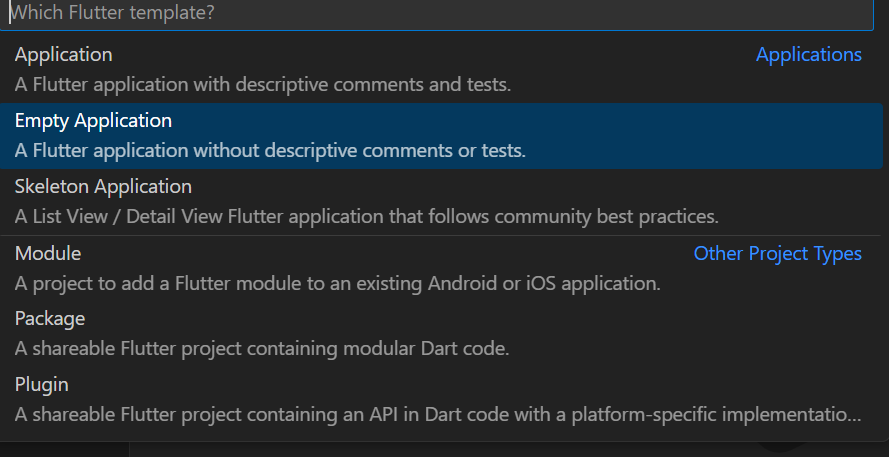 Which Flutter template?
Application Applications
A Flutter application with descriptive comments and tests.
Empty Application
A Flutter application without descriptive comments or tests.
Skeleton Application
A List View / Detail View Flutter application that follows community best practices.
Module Other Project Types
A project to add a Flutter module to an existing Android or iOS application.
Package
A shareable Flutter project containing modular Dart code.
Plugin
A shareable Flutter project containing an API in Dart code with a platform-specific implementatio...